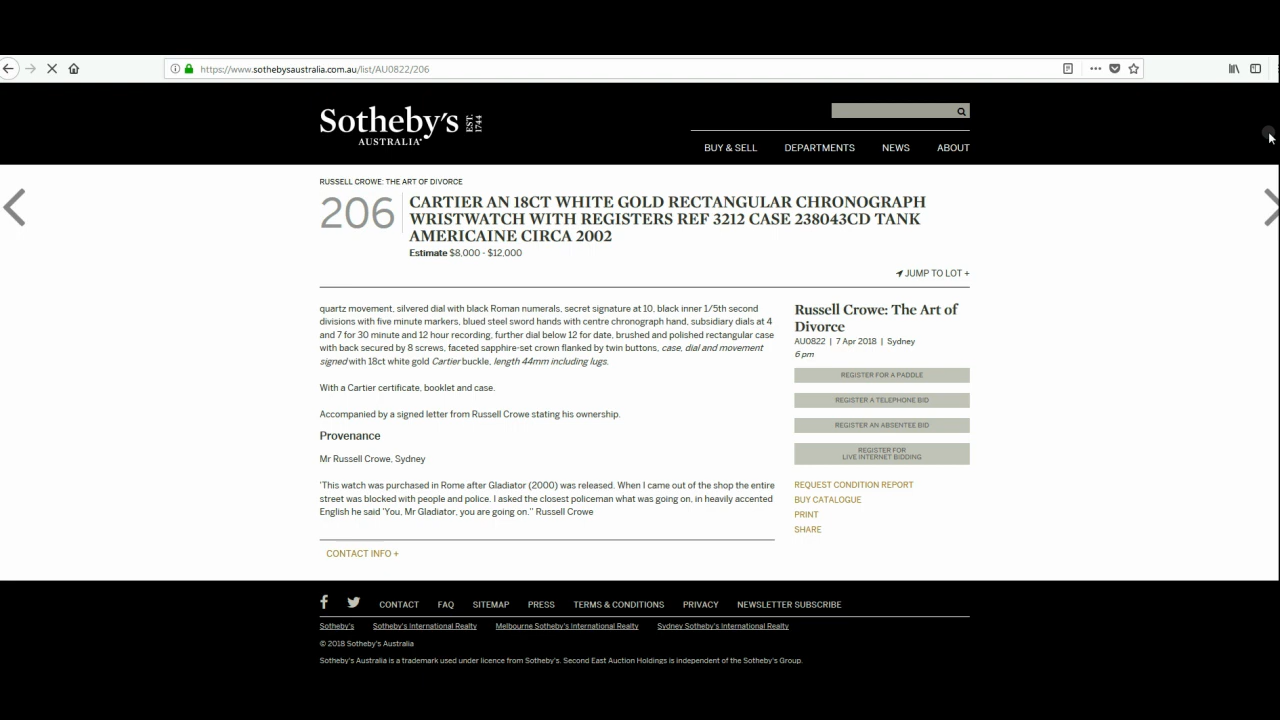 https://www.sothebysaustralia.com.au/list/AU0822/206
Sotheby's EST. 1744
AUSTRALIA
BUY & SELL DEPARTMENTS NEWS ABOUT
RUSSELL CROWE: THE ART OF DIVORCE
206
CARTIER AN 18CT WHITE GOLD RECTANGULAR CHRONOGRAPH
WRISTWATCH WITH REGISTERS REF 3212 CASE 238043CD TANK
AMERICAINE CIRCA 2002
Estimate $8,000 - $12,000
JUMP TO LOT +
quartz movement, silvered dial with black Roman numerals, secret signature at 10, black inner 1/5th second
divisions with five minute markers, blued steel sword hands with centre chronograph hand, subsidiary dials at 4
and 7 for 30 minute and 12 hour recording, further dial below 12 for date, brushed and polished rectangular case
with back secured by 8 screws, faceted sapphire-set crown flanked by twin buttons, case, dial and movement
signed with 18ct white gold Cartier buckle, length 44mm including lugs.
With a Cartier certificate, booklet and case.
Accompanied by a signed letter from Russell Crowe stating his ownership.
Provenance
Mr Russell Crowe, Sydney
'This watch was purchased in Rome after Gladiator (2000) was released. When I came out of the shop the entire
street was blocked with people and police. I asked the closest policeman what was going on, in heavily accented
English he said 'You, Mr Gladiator, you are going on.'' Russell Crowe
CONTACT INFO +
Russell Crowe: The Art of
Divorce
AU0822 | 7 Apr 2018 | Sydney
6 pm
REGISTER FOR A PADDLE
REGISTER A TELEPHONE BID
REGISTER AN ABSENTEE BID
REGISTER FOR
LIVE INTERNET BIDDING
REQUEST CONDITION REPORT
BUY CATALOGUE
PRINT
SHARE
CONTACT FAQ SITEMAP PRESS TERMS & CONDITIONS PRIVACY NEWSLETTER SUBSCRIBE
Sotheby's Sotheby's International Realty Melbourne Sotheby's International Realty Sydney Sotheby's International Realty
© 2018 Sotheby's Australia
Sotheby's Australia is a trademark used under licence from Sotheby's. Second East Auction Holdings is independent of the Sotheby's Group.